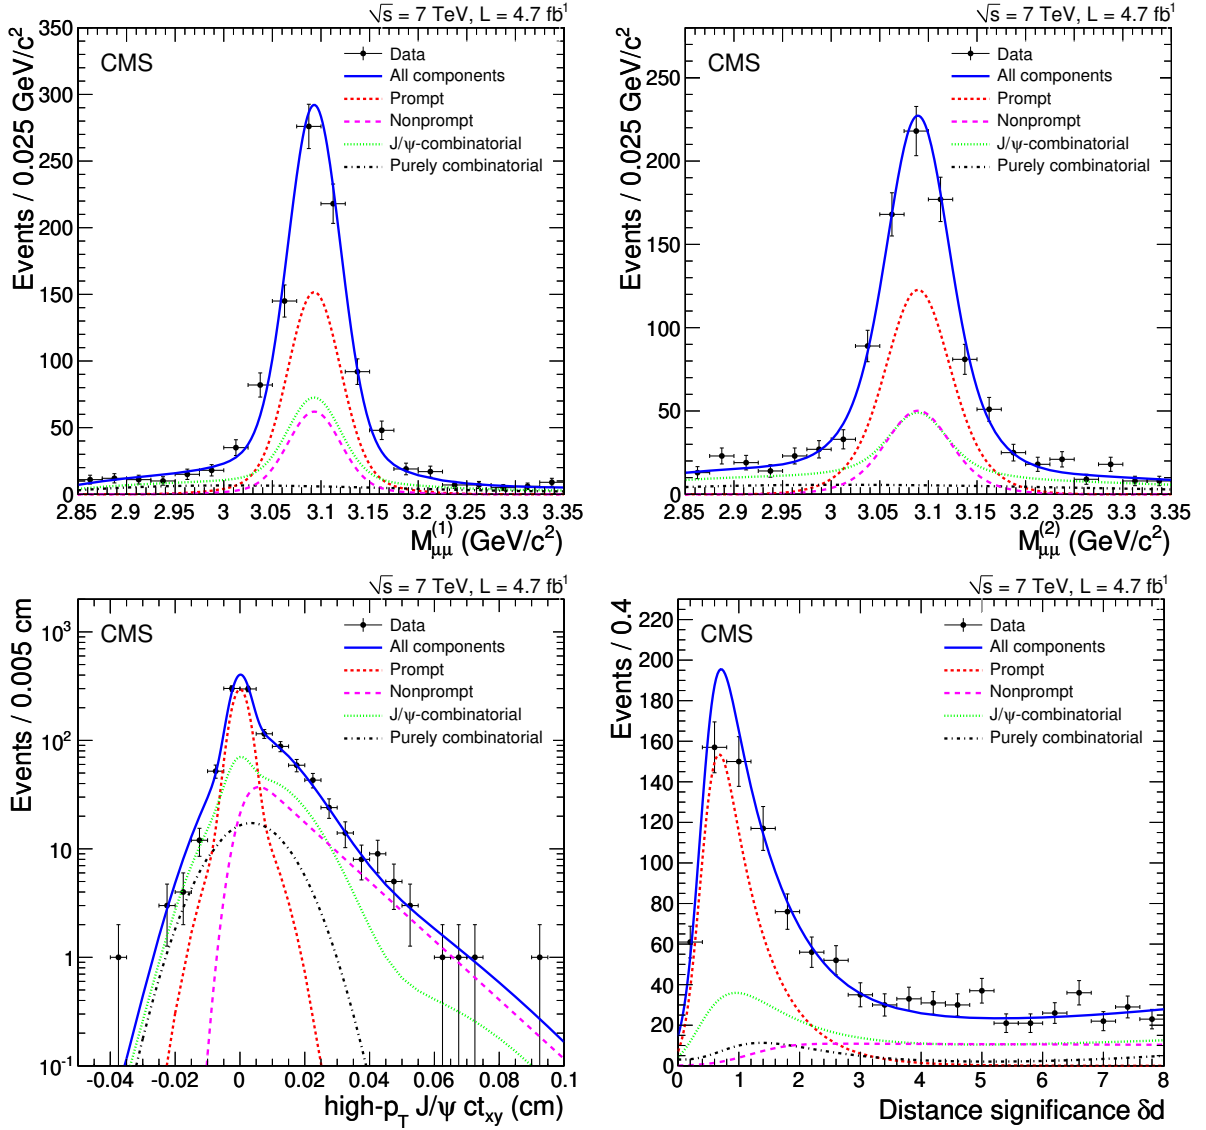 √s = 7 TeV, L = 4.7 fb⁻¹
CMS
Data
All components
Prompt
Nonprompt
J/ψ-combinatorial
Purely combinatorial
Events / 0.025 GeV/c²
350
300
250
200
150
100
50
0
2.85 2.9 2.95 3 3.05 3.1 3.15 3.2 3.25 3.3 3.35
M_μμ^(1) (GeV/c²)
√s = 7 TeV, L = 4.7 fb⁻¹
CMS
Data
All components
Prompt
Nonprompt
J/ψ-combinatorial
Purely combinatorial
Events / 0.025 GeV/c²
250
200
150
100
50
0
2.85 2.9 2.95 3 3.05 3.1 3.15 3.2 3.25 3.3 3.35
M_μμ^(2) (GeV/c²)
√s = 7 TeV, L = 4.7 fb⁻¹
CMS
Data
All components
Prompt
Nonprompt
J/ψ-combinatorial
Purely combinatorial
Events / 0.005 cm
10³
10²
10
1
10⁻¹
-0.04 -0.02 0 0.02 0.04 0.06 0.08 0.1
high-p_T J/ψ ct_xy (cm)
√s = 7 TeV, L = 4.7 fb⁻¹
CMS
Data
All components
Prompt
Nonprompt
J/ψ-combinatorial
Purely combinatorial
Events / 0.4
220
200
180
160
140
120
100
80
60
40
20
0
0 1 2 3 4 5 6 7 8
Distance significance δd